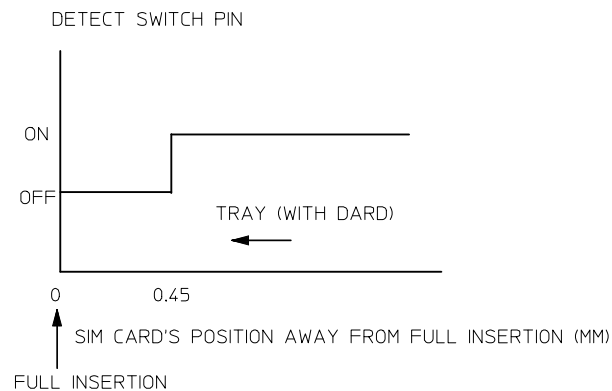 DETECT SWITCH PIN
ON
OFF
TRAY (WITH DARD)
0
0.45
SIM CARD'S POSITION AWAY FROM FULL INSERTION (MM)
FULL INSERTION